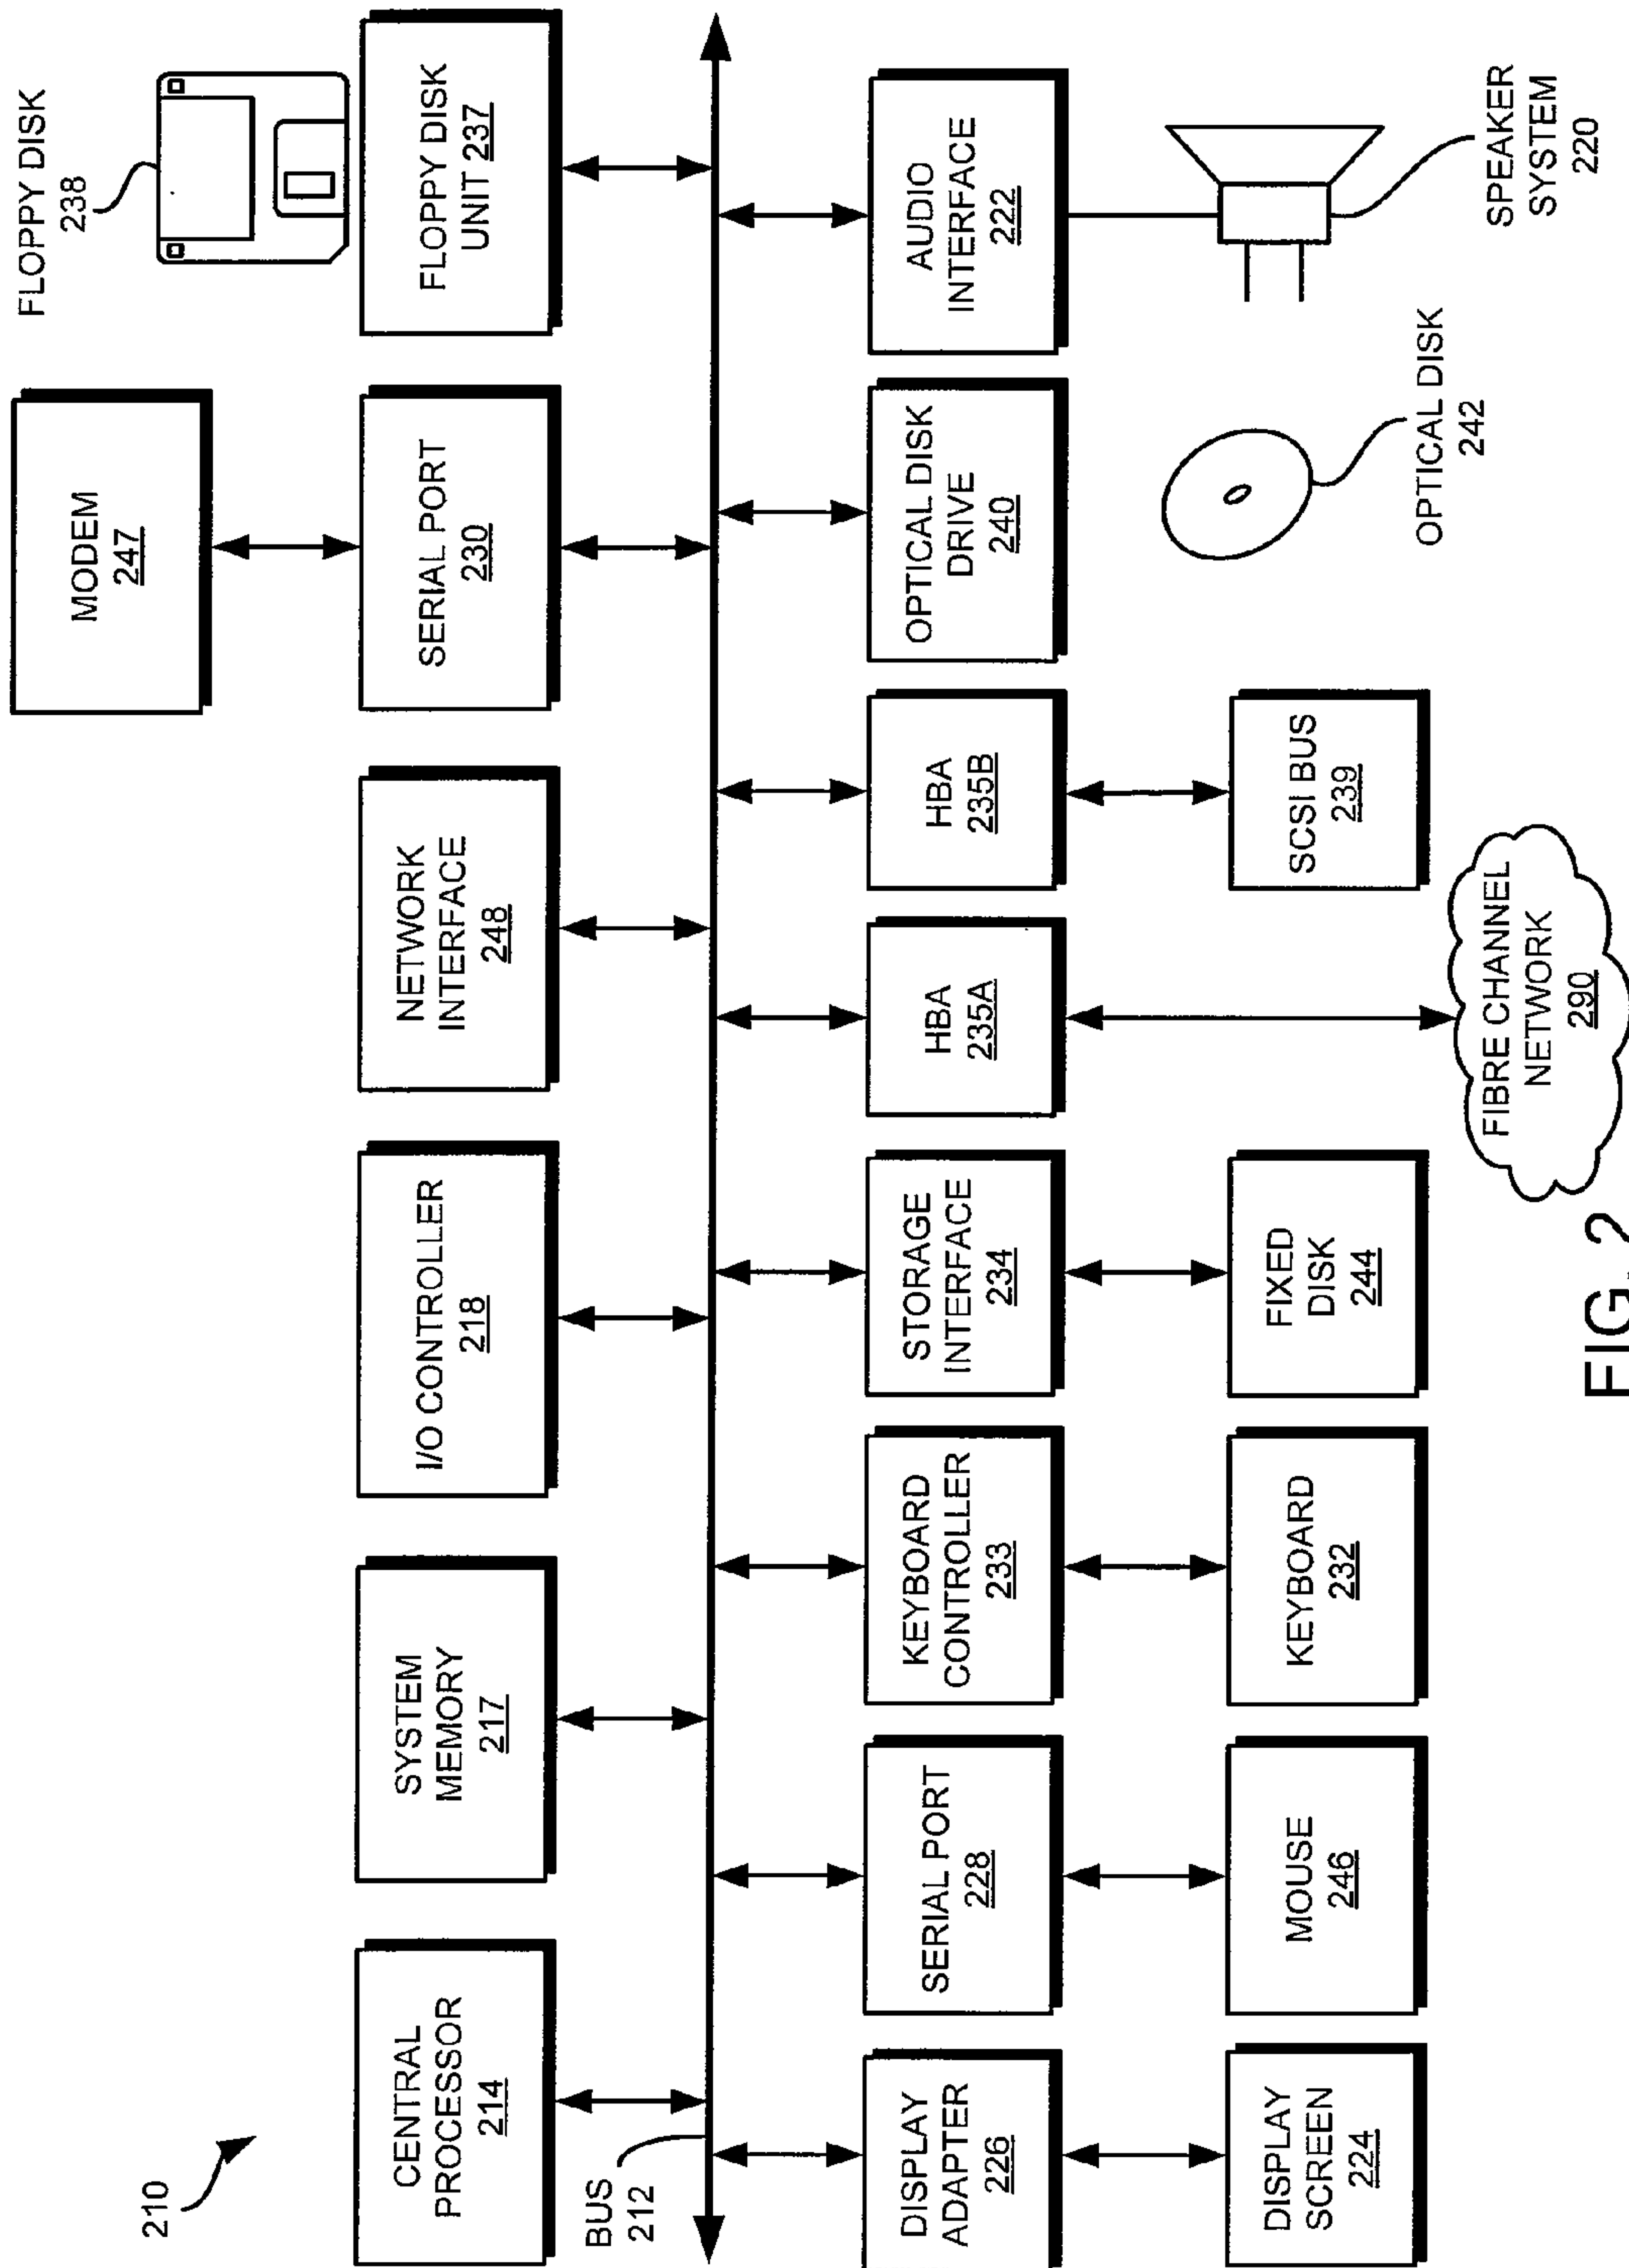 210
CENTRAL
PROCESSOR
214
SYSTEM
MEMORY
217
I/O CONTROLLER
218
NETWORK
INTERFACE
248
MODEM
247
SERIAL PORT
230
FLOPPY DISK
238
FLOPPY DISK
UNIT 237
BUS
212
DISPLAY
ADAPTER
226
SERIAL PORT
228
KEYBOARD
CONTROLLER
233
STORAGE
INTERFACE
234
HBA
235A
HBA
235B
OPTICAL DISK
DRIVE
240
AUDIO
INTERFACE
222
DISPLAY
SCREEN
224
MOUSE
246
KEYBOARD
232
FIXED
DISK
244
FIBRE CHANNEL
NETWORK
290
SCSI BUS
239
OPTICAL DISK
242
SPEAKER
SYSTEM
220
FIG. 2